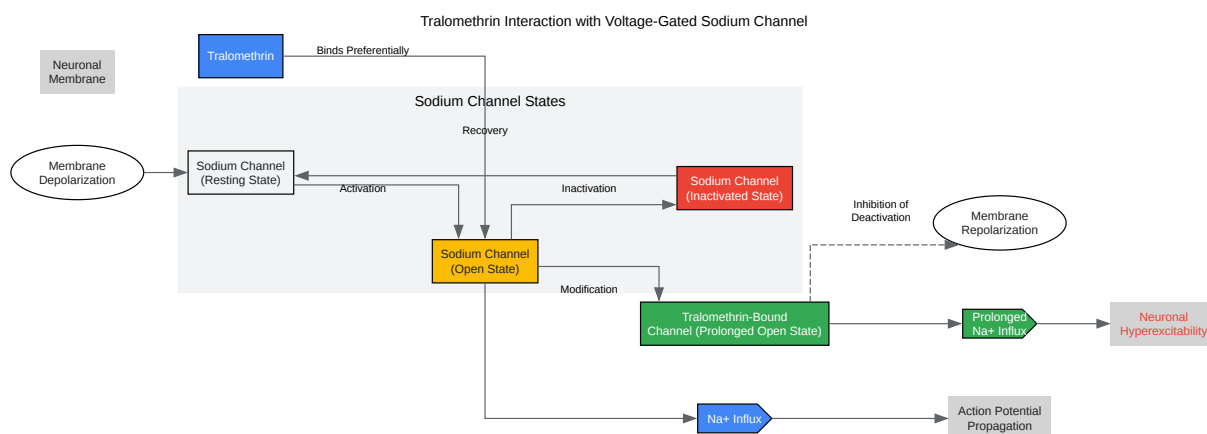 Tralomethrin Interaction with Voltage-Gated Sodium Channel
Tralomethrin
Binds Preferentially
Neuronal
Membrane
Sodium Channel States
Recovery
Membrane
Depolarization
Sodium Channel
(Resting State)
Activation
Inactivation
Sodium Channel
(Inactivated State)
Inhibition of
Deactivation
Membrane
Repolarization
Sodium Channel
(Open State)
Modification
Tralomethrin-Bound
Channel (Prolonged Open State)
Prolonged
Na+ Influx
Neuronal
Hyperexcitability
Na+ Influx
Action Potential
Propagation